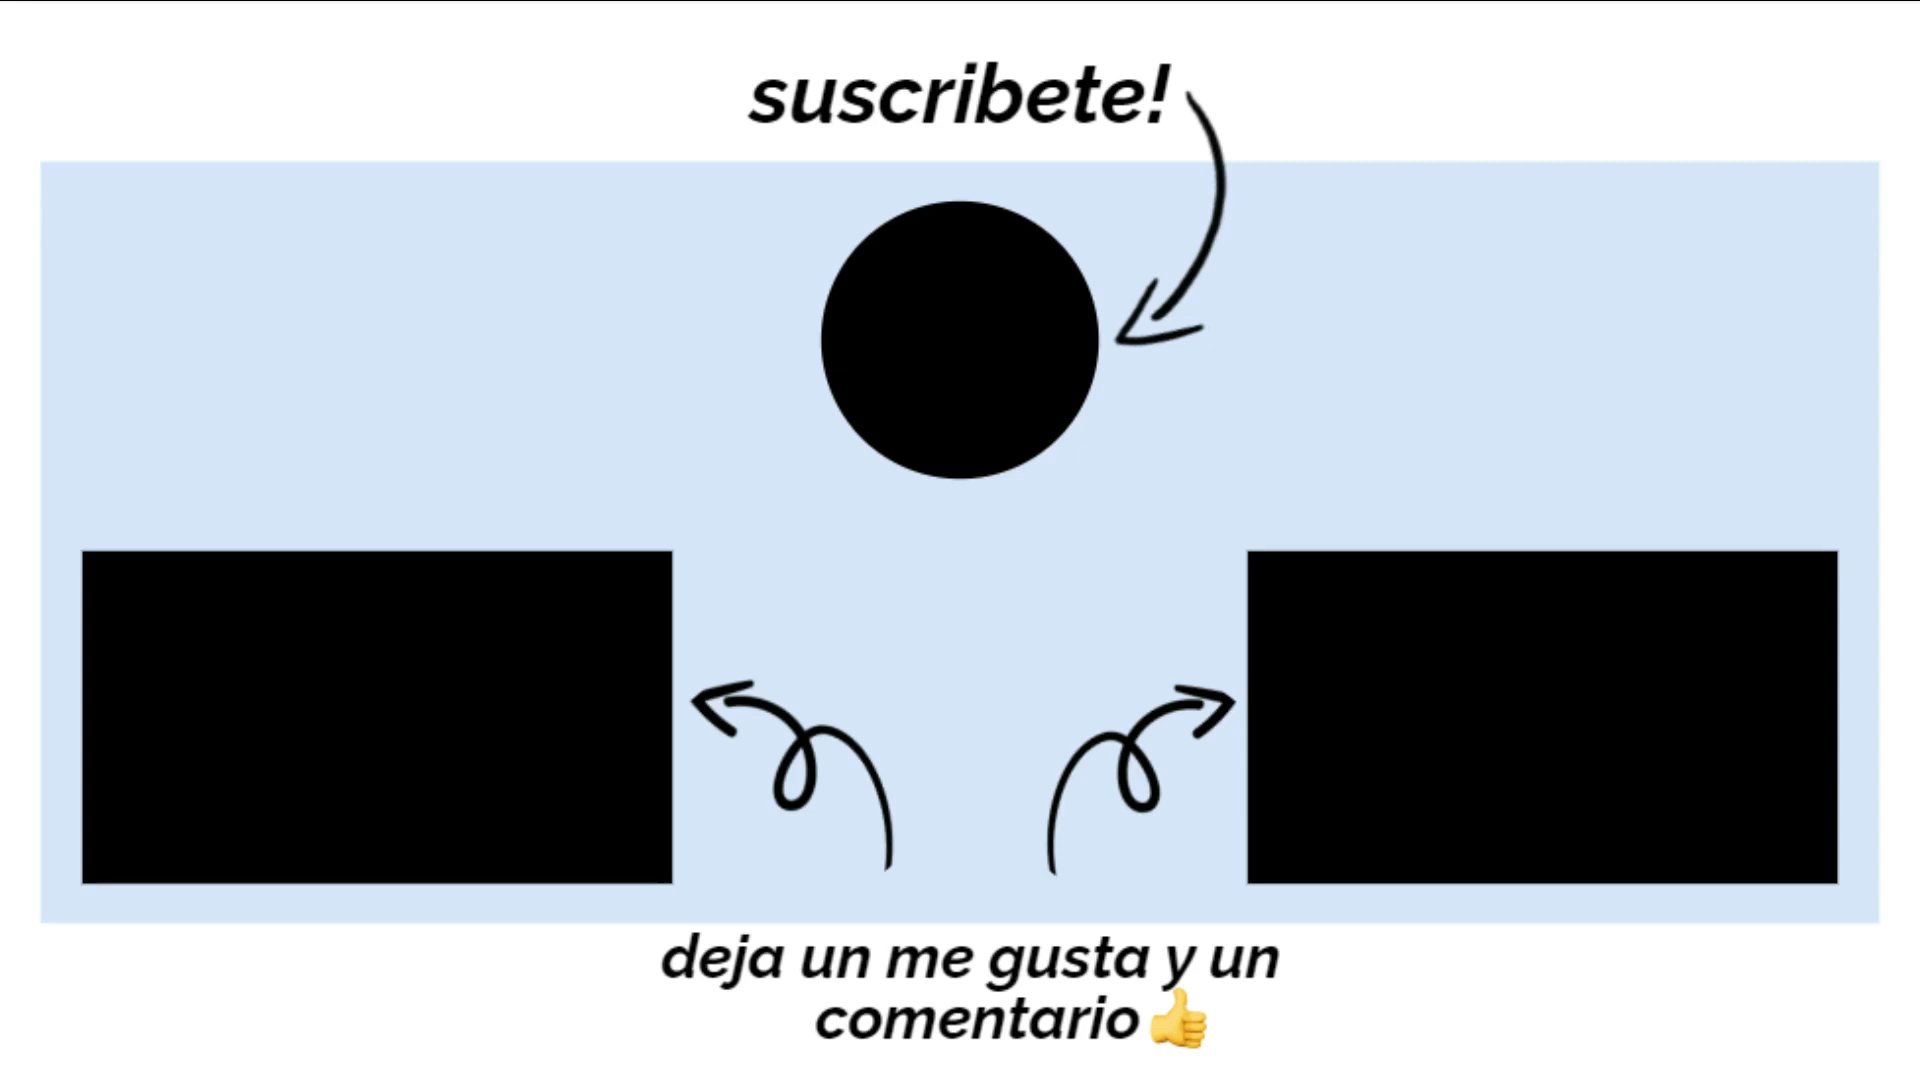 suscribete!
deja un me gusta y un
comentario👍